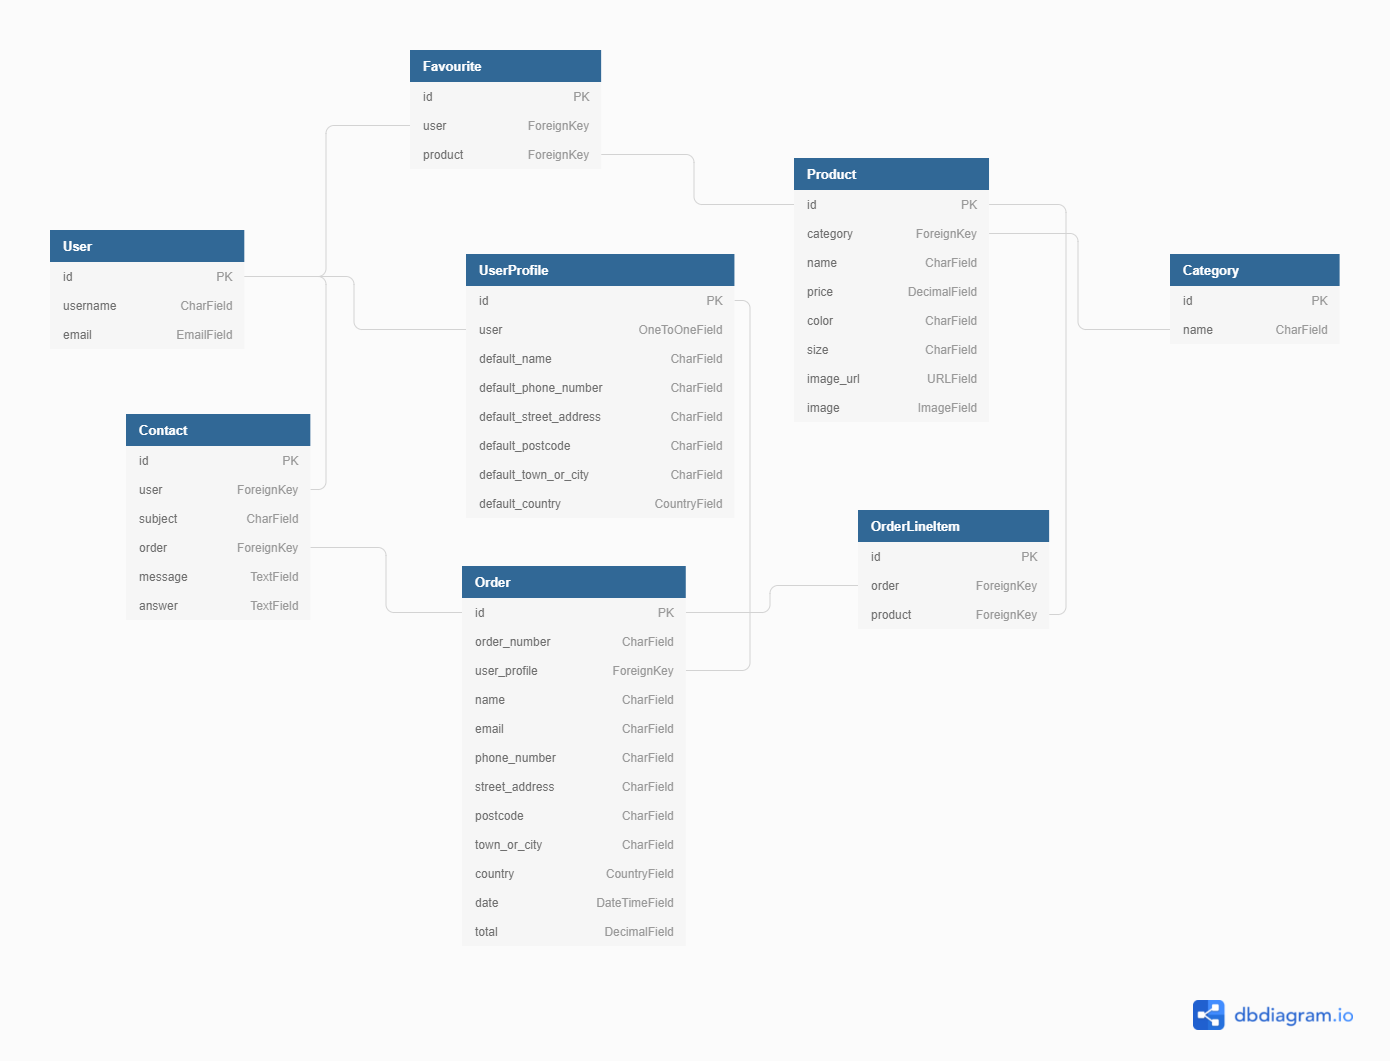 Favourite
id PK
user ForeignKey
product ForeignKey
Product
id PK
category ForeignKey
name CharField
price DecimalField
color CharField
size CharField
image_url URLField
image ImageField
User
id PK
username CharField
email EmailField
UserProfile
id PK
user OneToOneField
default_name CharField
default_phone_number CharField
default_street_address CharField
default_postcode CharField
default_town_or_city CharField
default_country CountryField
Category
id PK
name CharField
Contact
id PK
user ForeignKey
subject CharField
order ForeignKey
message TextField
answer TextField
Order
id PK
order_number CharField
user_profile ForeignKey
name CharField
email CharField
phone_number CharField
street_address CharField
postcode CharField
town_or_city CharField
country CountryField
date DateTimeField
total DecimalField
OrderLineItem
id PK
order ForeignKey
product ForeignKey
dbdiagram.io